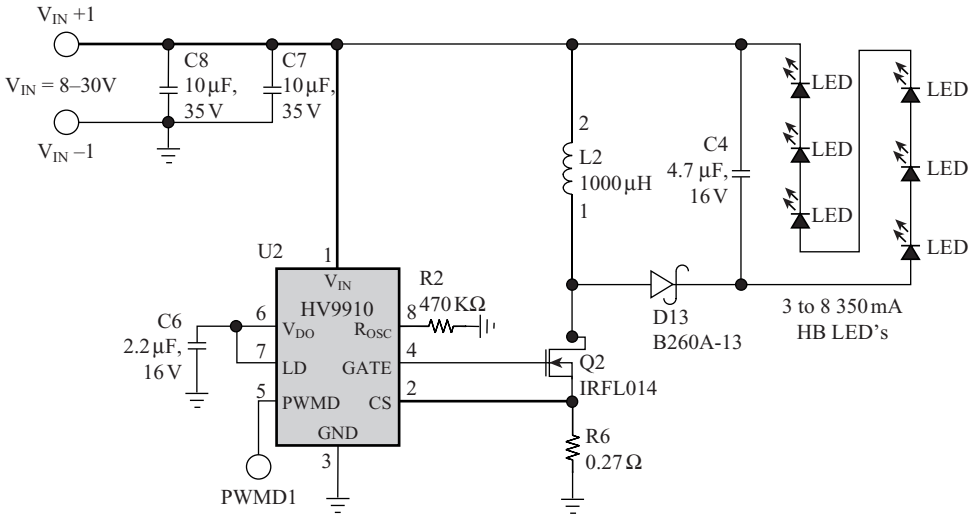 V_IN +1
V_IN = 8–30V
V_IN –1
C8
10 µF,
35 V
C7
10 µF,
35 V
2
L2
1000 µH
1
C4
4.7 µF,
16 V
LED
LED
LED
LED
LED
LED
U2
1
V_IN
HV9910
6
V_DO
7
LD
5
PWMD
GND
3
R_OSC
8
GATE
4
CS
2
C6
2.2 µF,
16 V
PWMD1
R2
470 KΩ
D13
B260A-13
3 to 8 350 mA
HB LED's
Q2
IRFL014
R6
0.27 Ω